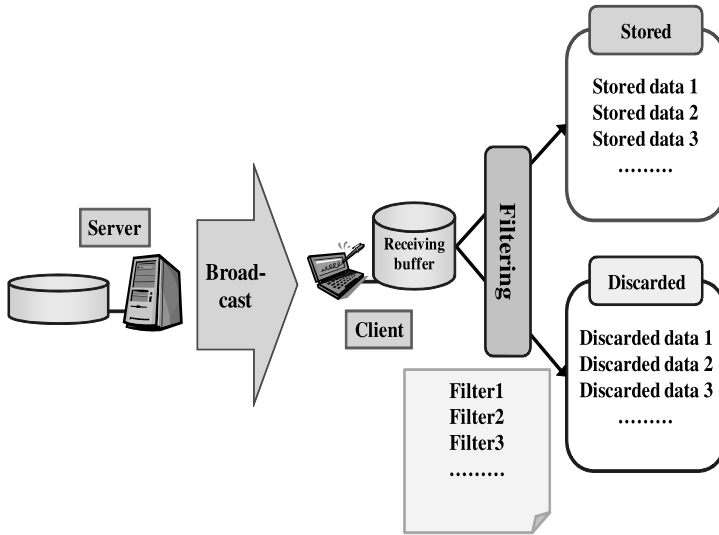 Server
Broad-
cast
Client
Receiving
buffer
Filtering
Filter1
Filter2
Filter3
.........
Stored
Stored data 1
Stored data 2
Stored data 3
.........
Discarded
Discarded data 1
Discarded data 2
Discarded data 3
.........